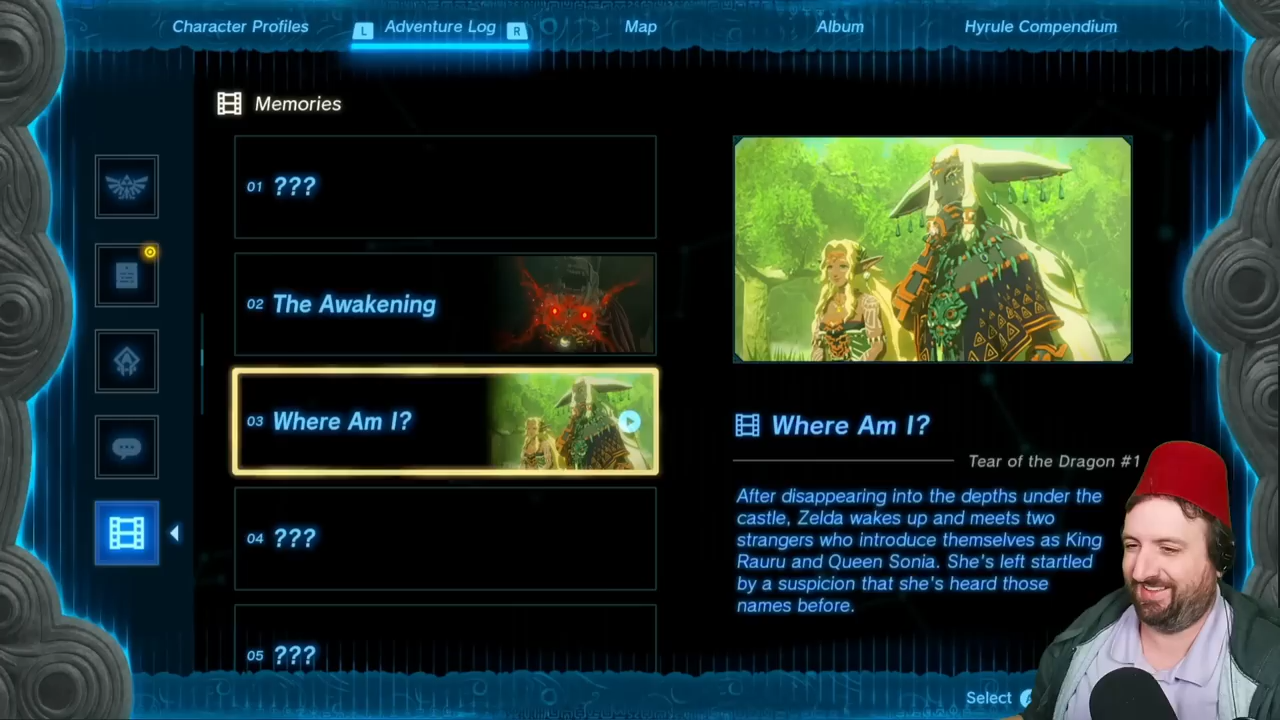 Character Profiles
L Adventure Log R
Map
Album
Hyrule Compendium
Memories
01 ???
02 The Awakening
03 Where Am I?
04 ???
05 ???
Where Am I?
Tear of the Dragon #1
After disappearing into the depths under the
castle, Zelda wakes up and meets two
strangers who introduce themselves as King
Rauru and Queen Sonia. She's left startled
by a suspicion that she's heard those
names before.
Select